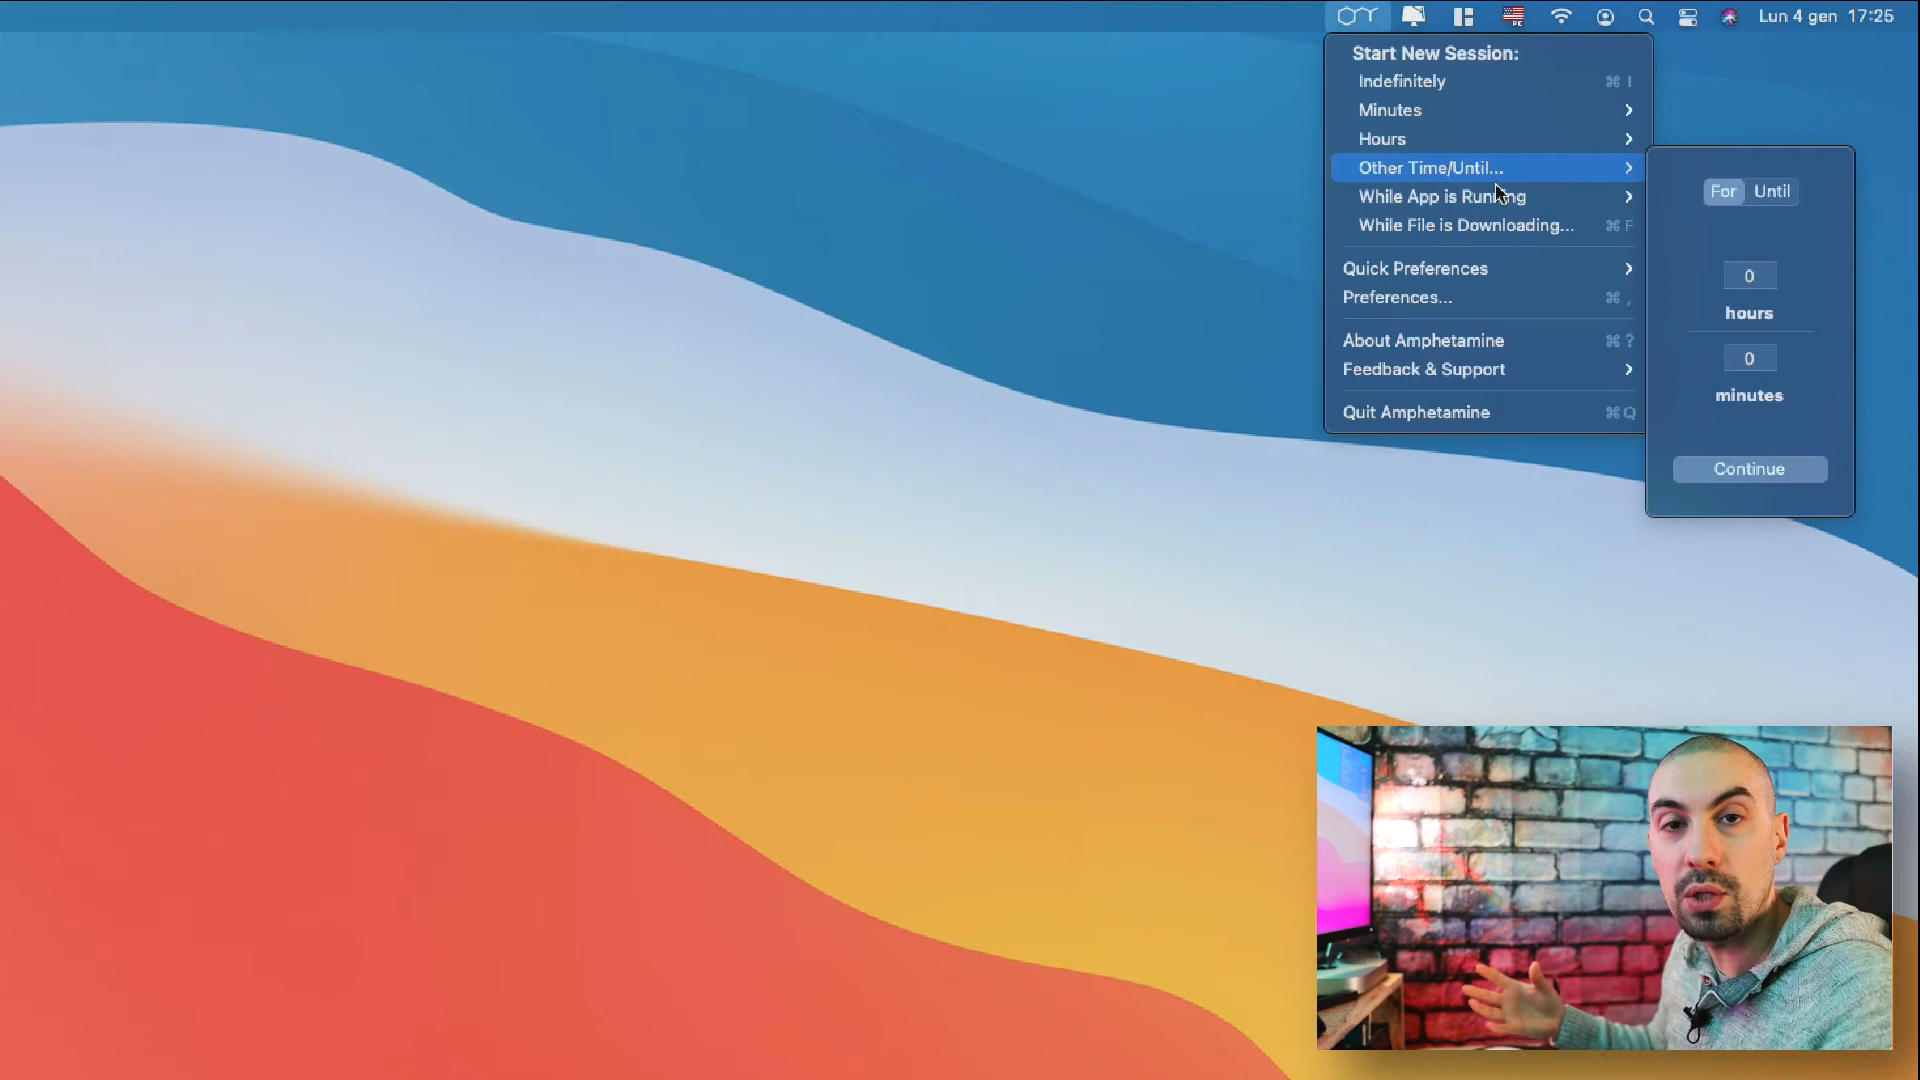 Lun 4 gen 17:25
Start New Session:
Indefinitely ⌘ I
Minutes
Hours
Other Time/Until...
While App is Running
While File is Downloading... ⌘ F
Quick Preferences
Preferences... ⌘ ,
About Amphetamine ⌘ ?
Feedback & Support
Quit Amphetamine ⌘ Q
For Until
0
hours
0
minutes
Continue